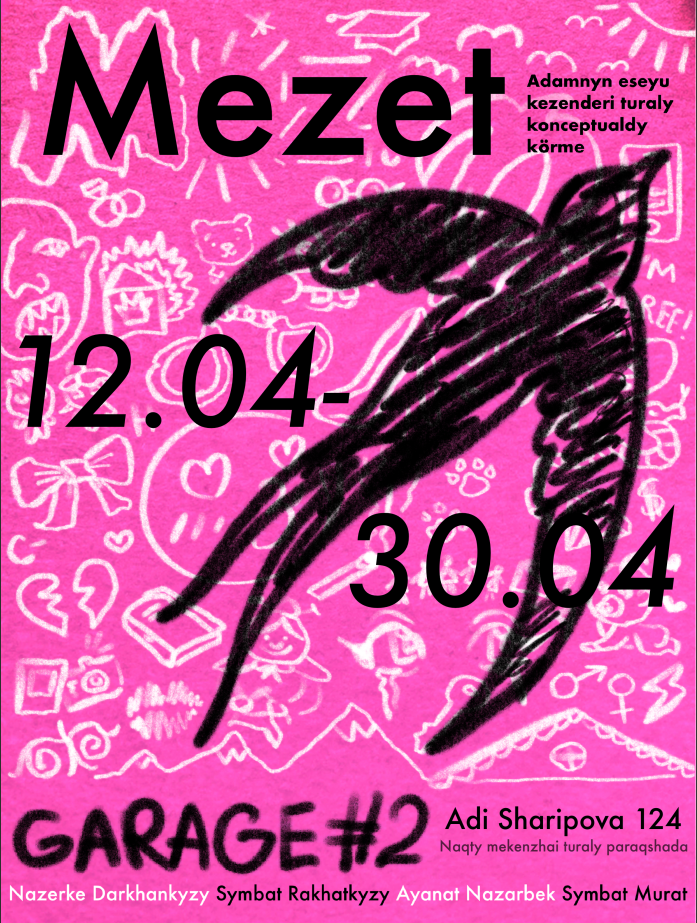 Mezet
Adamnyn eseyu
kezenderi turaly
konceptualdy
körme
'M
REE!
12.04-
$
30.04
GARAGE #2
Adi Sharipova 124
Naqty mekenzhai turaly paraqshada
Nazerke Darkhankyzy Symbat Rakhatkyzy Ayanat Nazarbek Symbat Murat